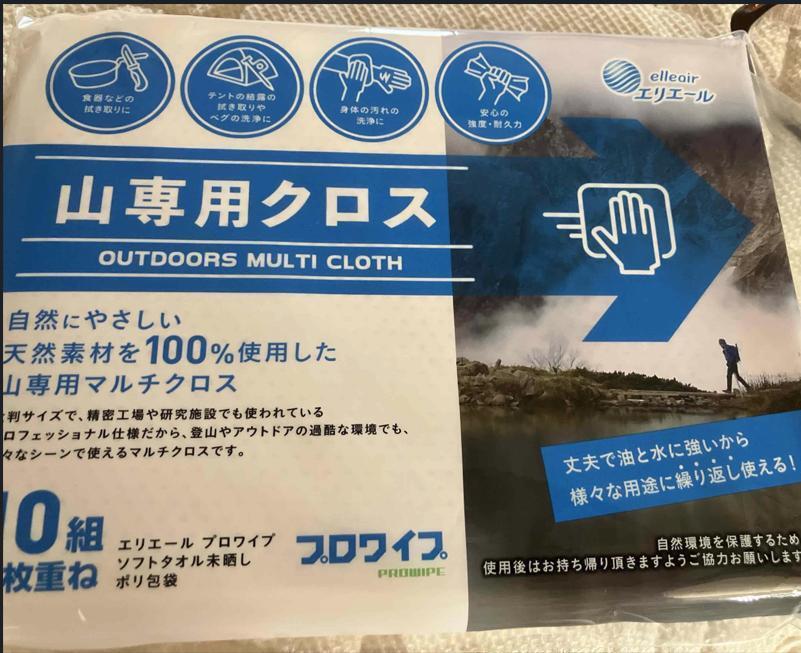 食器などの
拭き取りに
テントの結露の
拭き取りや
ペグの洗浄に
身体の汚れの
洗浄に
安心の
強度・耐久力
elleair
エリエール
山専用クロス
OUTDOORS MULTI CLOTH
自然にやさしい
天然素材を100%使用した
山専用マルチクロス
判サイズで、精密工場や研究施設でも使われている
ロフェッショナル仕様だから、登山やアウトドアの過酷な環境でも、
々なシーンで使えるマルチクロスです。
丈夫で油と水に強いから
様々な用途に繰り返し使える!
10組
枚重ね
エリエール プロワイプ
ソフトタオル未晒し
ポリ包装
プロワイプ
PROWIPE
自然環境を保護するため
使用後はお持ち帰り頂きますようご協力お願いします